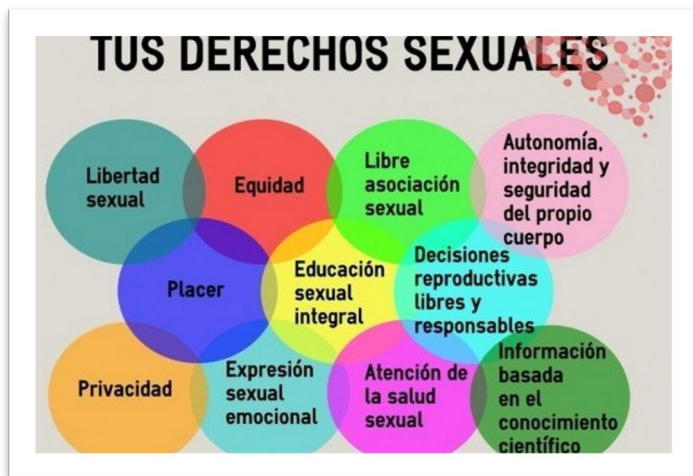 TUS DERECHOS SEXUALES
Libertad
sexual
Equidad
Libre
asociación
sexual
Autonomía,
integridad y
seguridad
del propio
cuerpo
Placer
Educación
sexual
integral
Decisiones
reproductivas
libres y
responsables
Privacidad
Expresión
sexual
emocional
Atención de
la salud
sexual
Información
basada
en el
conocimiento
científico